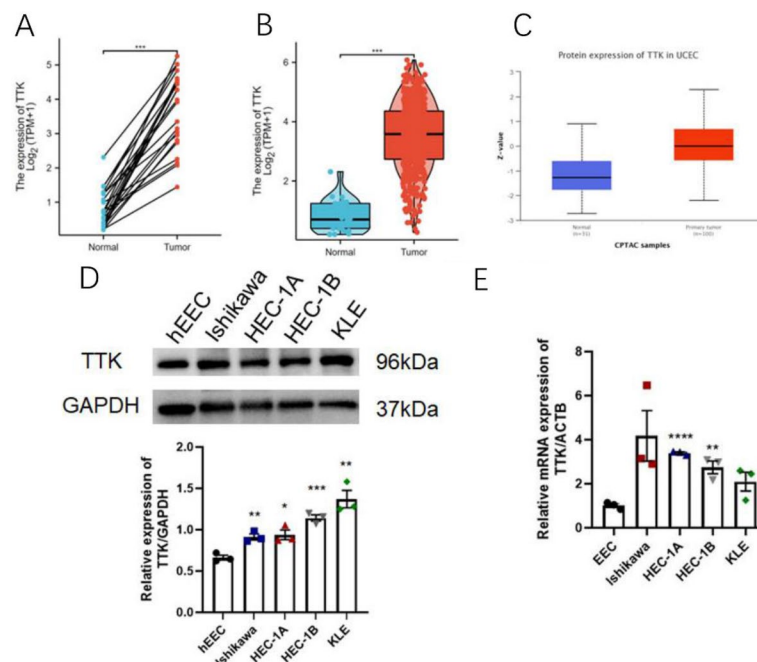 A
The expression of TTK
Log2 (TPM+1)
***
5
4
3
2
1
Normal
Tumor
B
The expression of TTK
Log2 (TPM+1)
***
6
4
2
Normal
Tumor
C
Protein expression of TTK in UCEC
Z-value
3
2
1
0
-1
-2
-3
Normal
Primary tumor
(n=31)
(n=100)
CPTAC samples
D
hEEC
Ishikawa
HEC-1A
HEC-1B
KLE
TTK
96kDa
GAPDH
37kDa
Relative expression of
TTK/GAPDH
2.0
1.5
1.0
0.5
0.0
**
*
***
**
hEEC
Ishikawa
HEC-1A
HEC-1B
KLE
E
Relative mRNA expression of
TTK/ACTB
8
6
4
2
0
****
**
EEC
Ishikawa
HEC-1A
HEC-1B
KLE